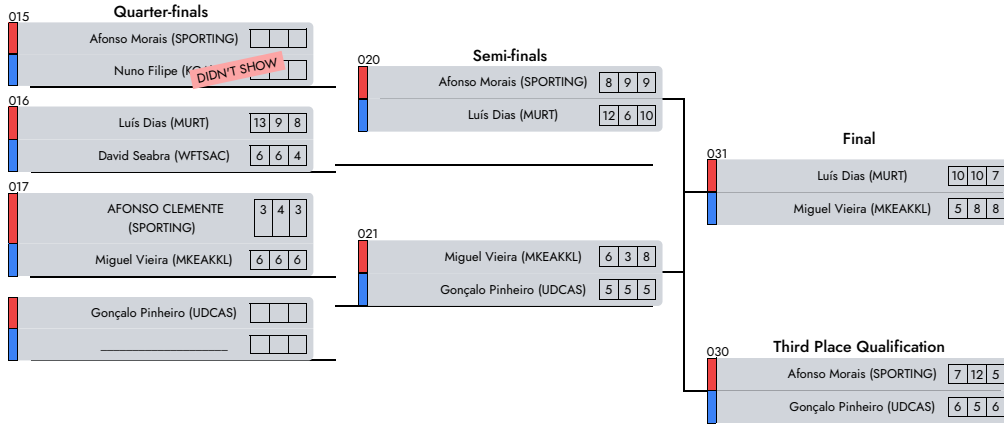 Quarter-finals
015
Afonso Morais (SPORTING)
Nuno Filipe
DIDN'T SHOW
016
Luís Dias (MURT) 13 9 8
David Seabra (WFTSAC) 6 6 4
017
AFONSO CLEMENTE
(SPORTING) 3 4 3
Miguel Vieira (MKEAKKL) 6 6 6
Gonçalo Pinheiro (UDCAS)
Semi-finals
020
Afonso Morais (SPORTING) 8 9 9
Luís Dias (MURT) 12 6 10
021
Miguel Vieira (MKEAKKL) 6 3 8
Gonçalo Pinheiro (UDCAS) 5 5 5
Final
031
Luís Dias (MURT) 10 10 7
Miguel Vieira (MKEAKKL) 5 8 8
Third Place Qualification
030
Afonso Morais (SPORTING) 7 12 5
Gonçalo Pinheiro (UDCAS) 6 5 6